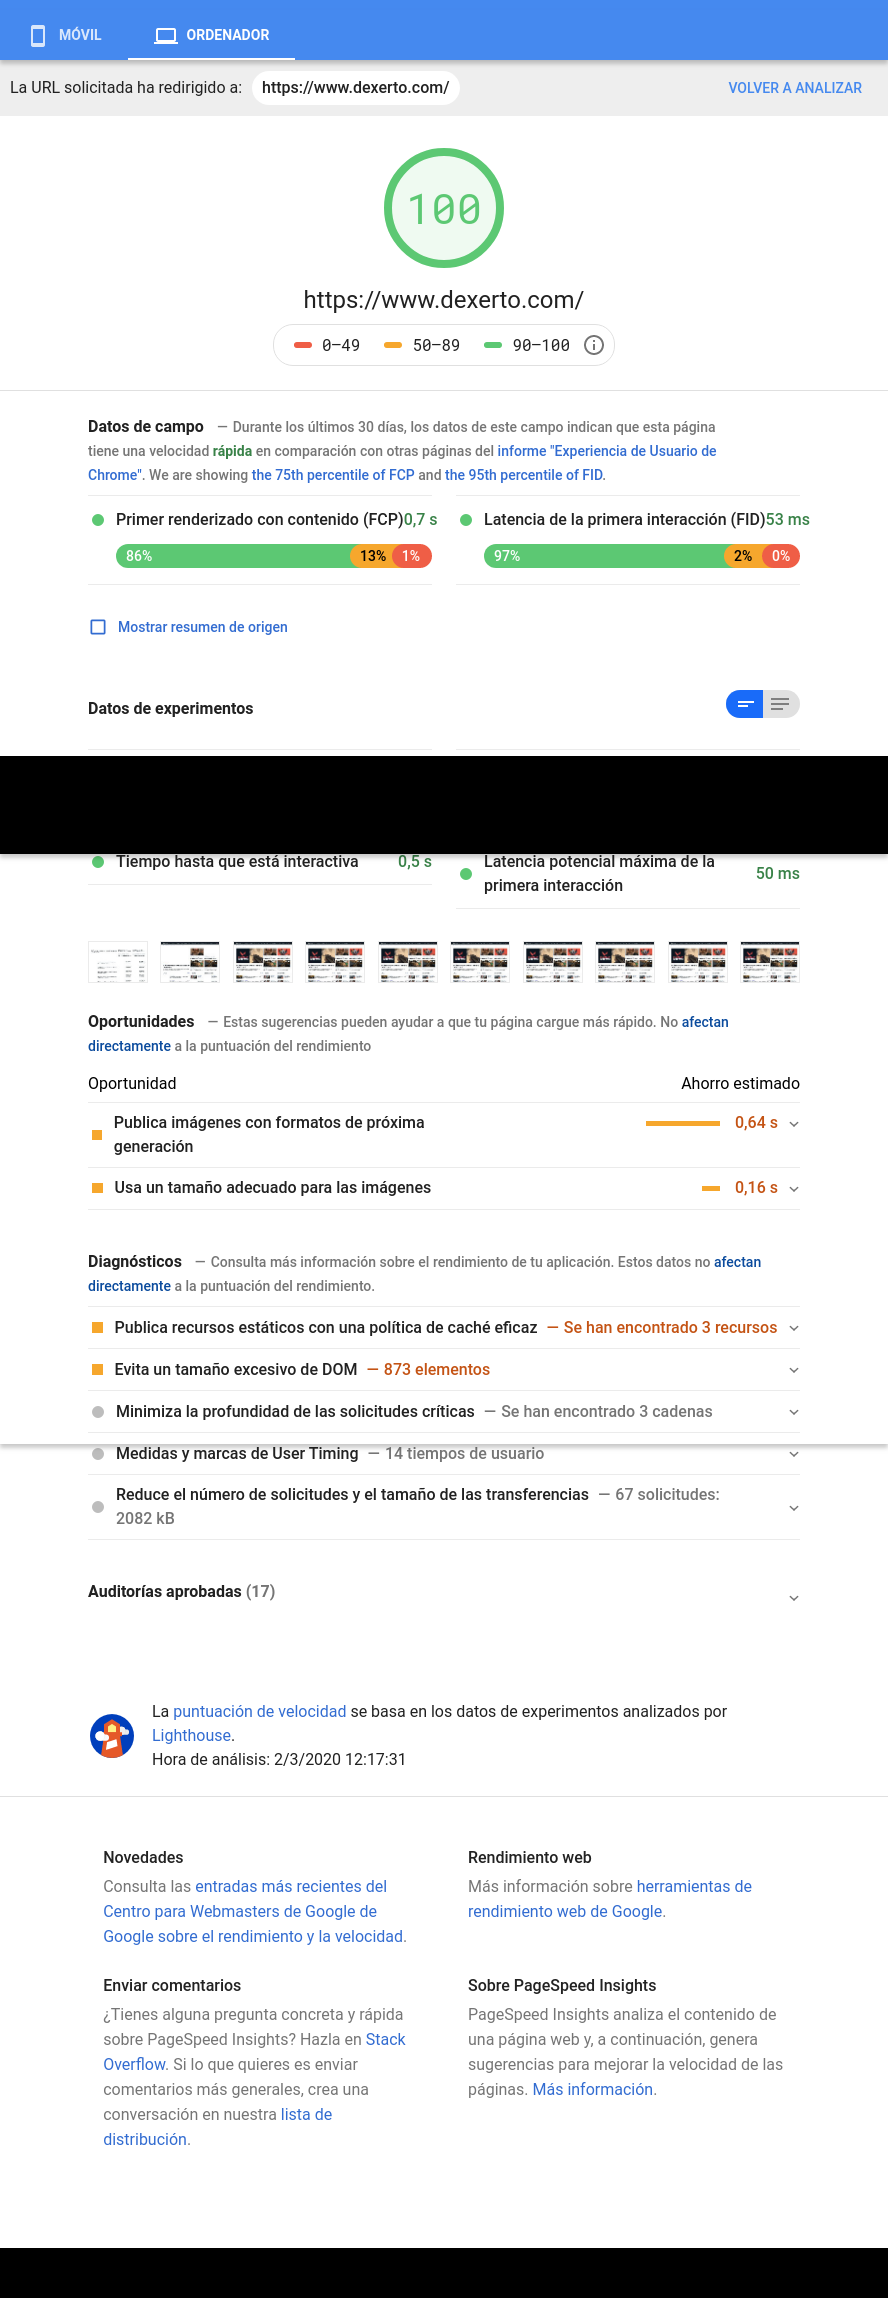 MÓVIL
ORDENADOR
La URL solicitada ha redirigido a: https://www.dexerto.com/ VOLVER A ANALIZAR
100
https://www.dexerto.com/
0–49 50–89 90–100
Datos de campo — Durante los últimos 30 días, los datos de este campo indican que esta página
tiene una velocidad rápida en comparación con otras páginas del informe "Experiencia de Usuario de
Chrome". We are showing the 75th percentile of FCP and the 95th percentile of FID.
Primer renderizado con contenido (FCP) 0,7 s
86% 13% 1%
Latencia de la primera interacción (FID) 53 ms
97% 2% 0%
Mostrar resumen de origen
Datos de experimentos
Tiempo hasta que está interactiva 0,5 s
Latencia potencial máxima de la
primera interacción
50 ms
Oportunidades — Estas sugerencias pueden ayudar a que tu página cargue más rápido. No afectan
directamente a la puntuación del rendimiento
Oportunidad Ahorro estimado
Publica imágenes con formatos de próxima
generación
0,64 s
Usa un tamaño adecuado para las imágenes 0,16 s
Diagnósticos — Consulta más información sobre el rendimiento de tu aplicación. Estos datos no afectan
directamente a la puntuación del rendimiento.
Publica recursos estáticos con una política de caché eficaz — Se han encontrado 3 recursos
Evita un tamaño excesivo de DOM — 873 elementos
Minimiza la profundidad de las solicitudes críticas — Se han encontrado 3 cadenas
Medidas y marcas de User Timing — 14 tiempos de usuario
Reduce el número de solicitudes y el tamaño de las transferencias — 67 solicitudes:
2082 kB
Auditorías aprobadas (17)
La puntuación de velocidad se basa en los datos de experimentos analizados por
Lighthouse.
Hora de análisis: 2/3/2020 12:17:31
Novedades
Consulta las entradas más recientes del
Centro para Webmasters de Google de
Google sobre el rendimiento y la velocidad.
Rendimiento web
Más información sobre herramientas de
rendimiento web de Google.
Enviar comentarios
¿Tienes alguna pregunta concreta y rápida
sobre PageSpeed Insights? Hazla en Stack
Overflow. Si lo que quieres es enviar
comentarios más generales, crea una
conversación en nuestra lista de
distribución.
Sobre PageSpeed Insights
PageSpeed Insights analiza el contenido de
una página web y, a continuación, genera
sugerencias para mejorar la velocidad de las
páginas. Más información.